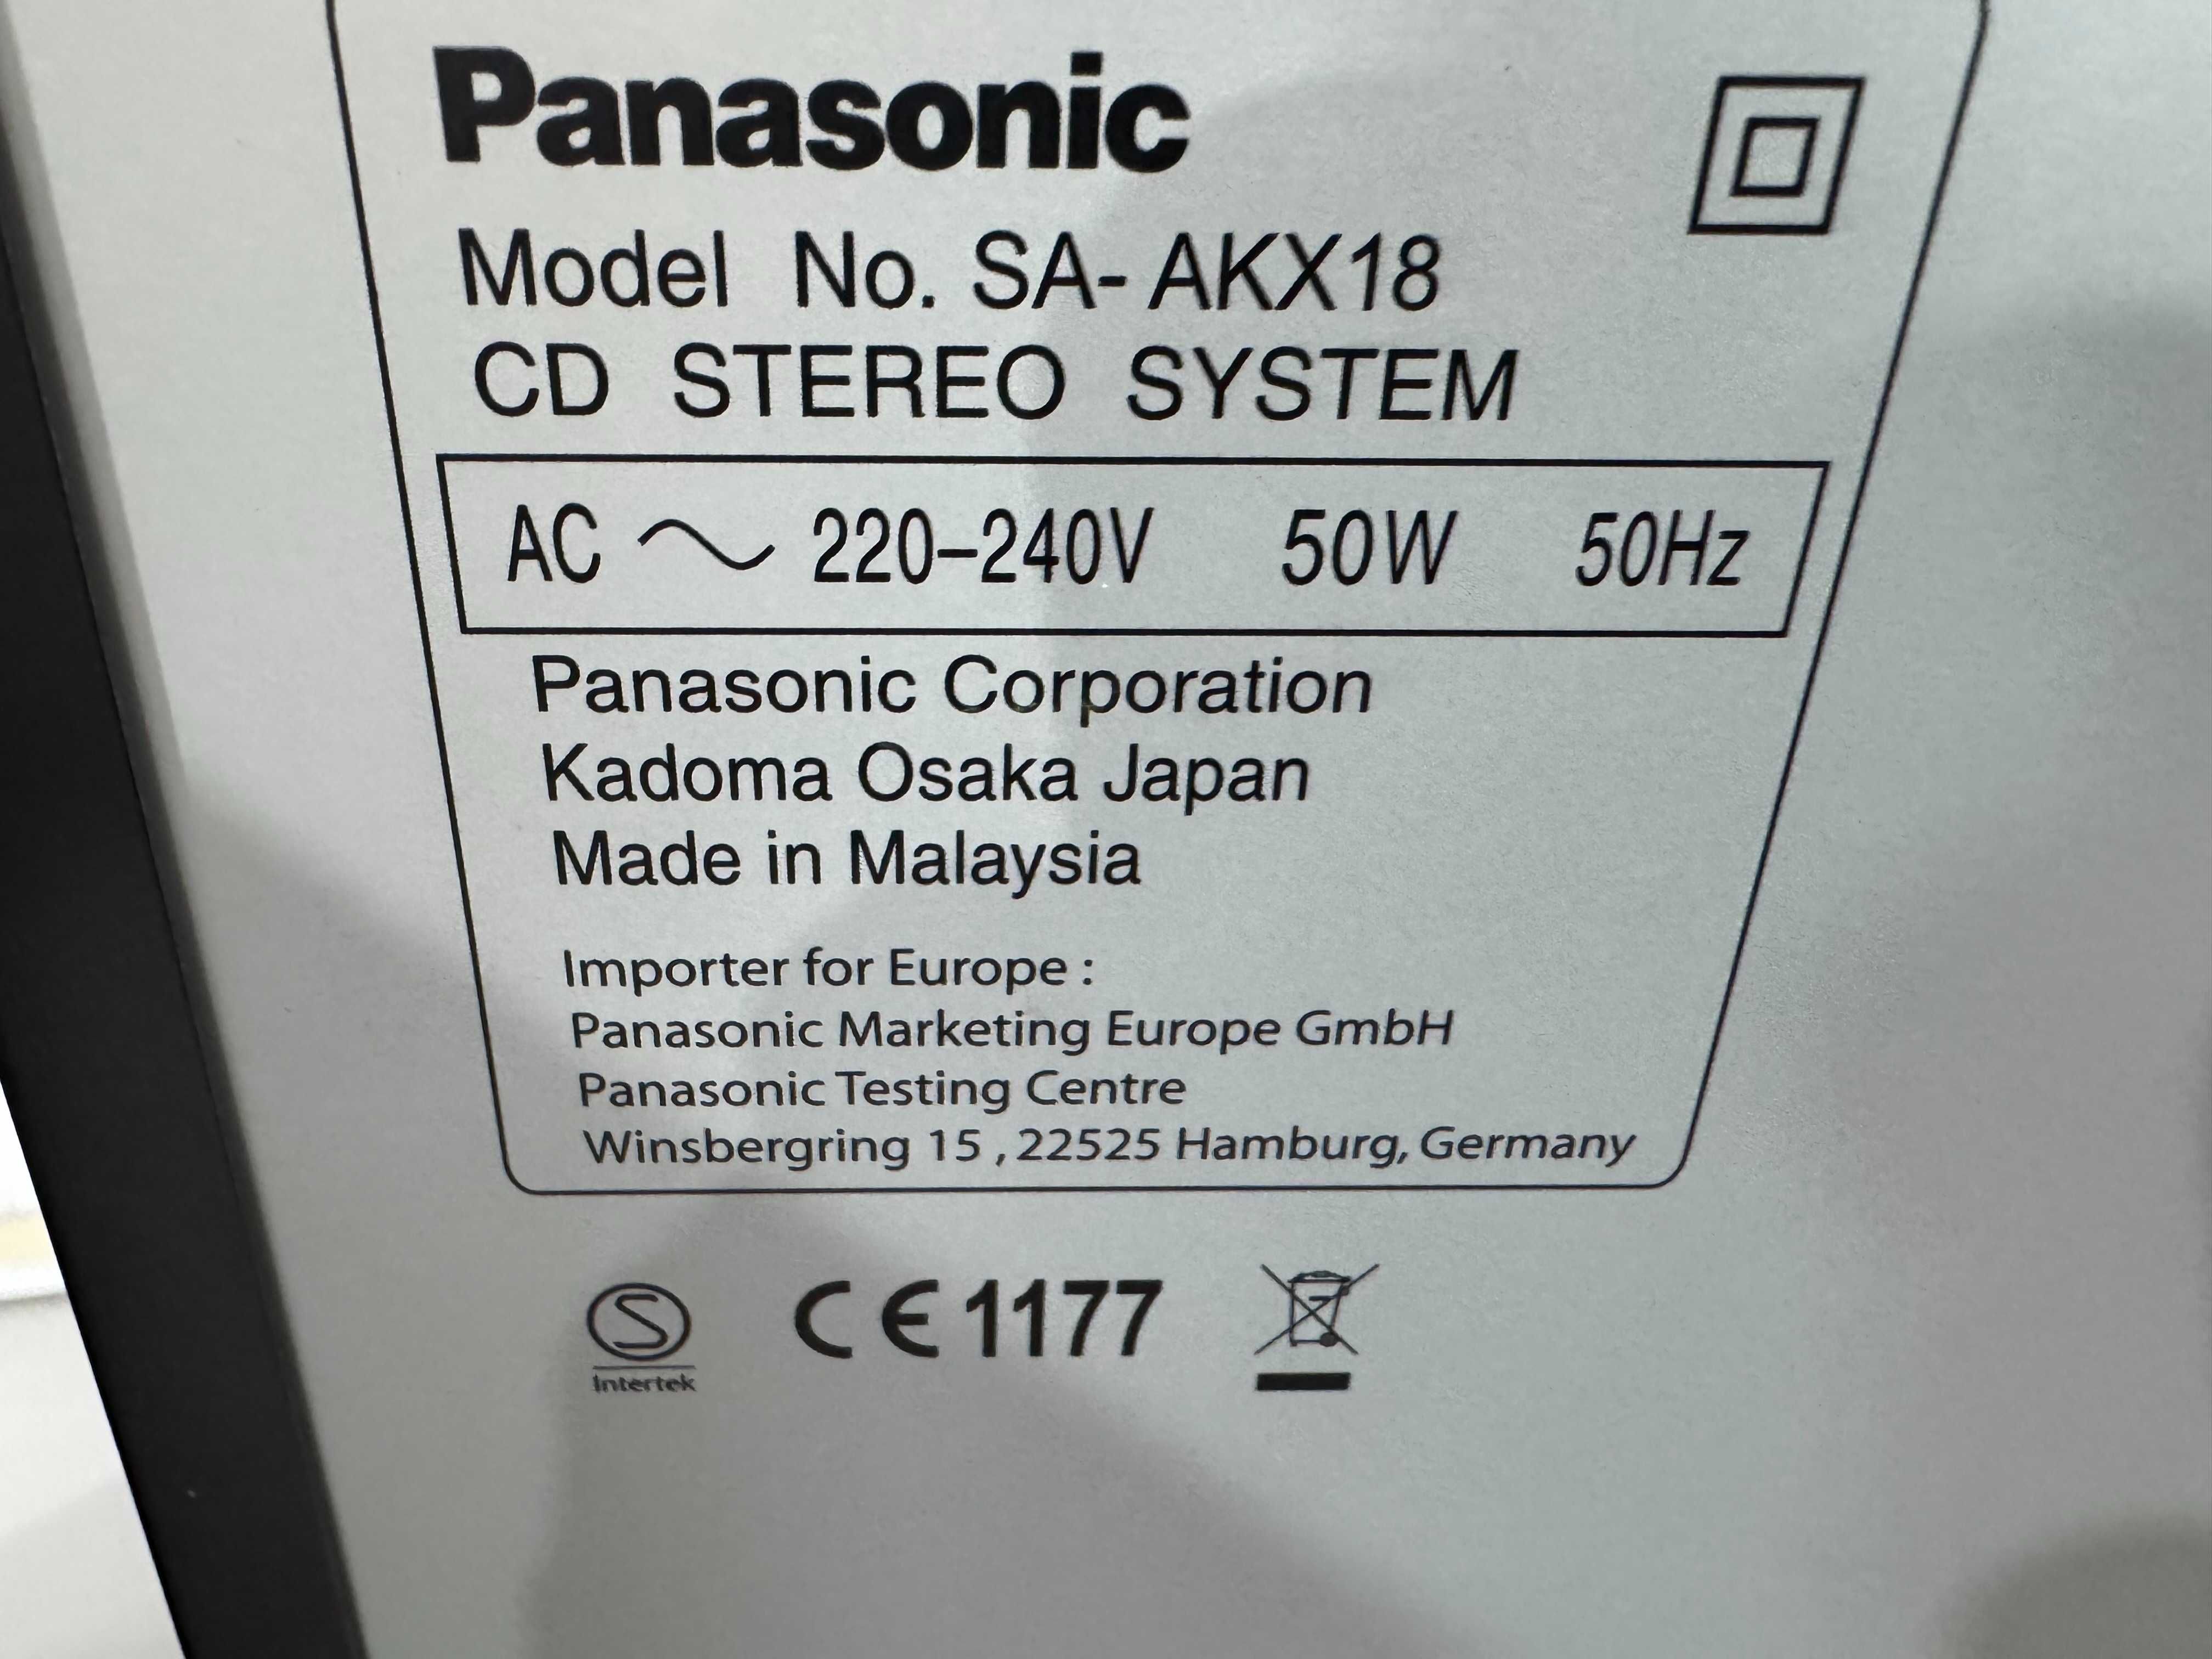 Panasonic
Model No. SA-AKX18
CD STEREO SYSTEM
AC ~ 220–240V 50W 50Hz
Panasonic Corporation
Kadoma Osaka Japan
Made in Malaysia
Importer for Europe :
Panasonic Marketing Europe GmbH
Panasonic Testing Centre
Winsbergring 15 , 22525 Hamburg, Germany
S CE 1177
Intertek